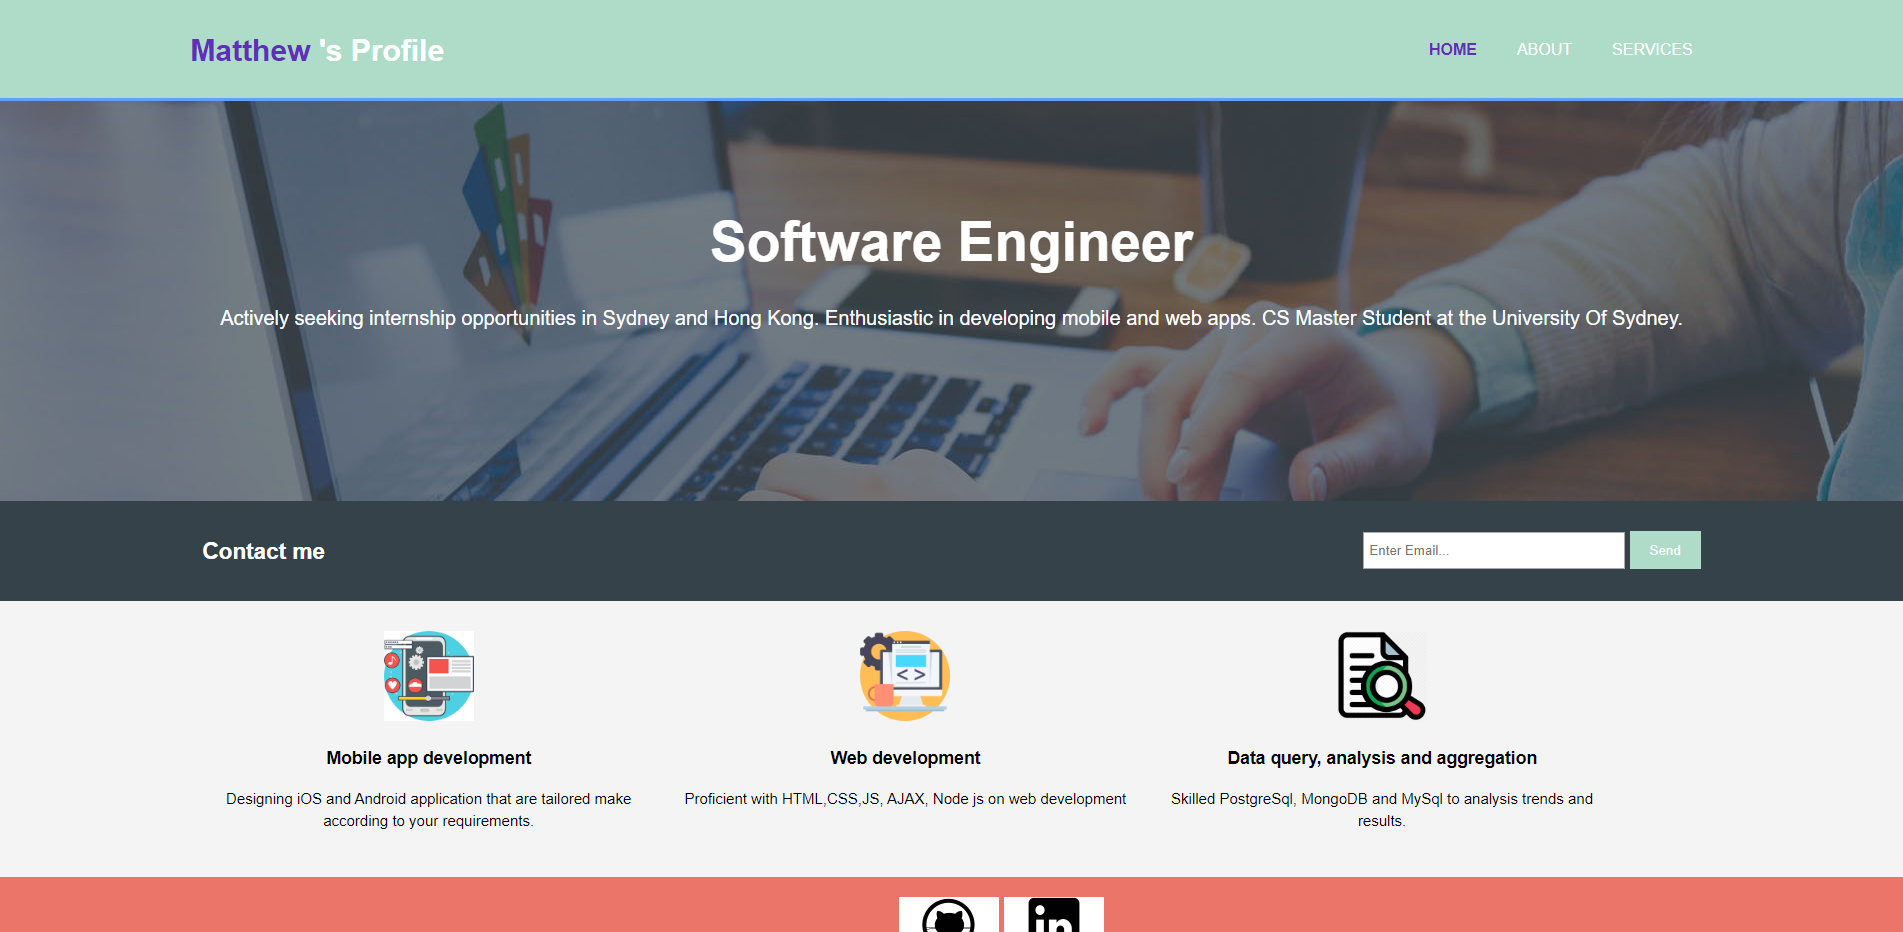 Matthew 's Profile
HOME ABOUT SERVICES
Software Engineer
Actively seeking internship opportunities in Sydney and Hong Kong. Enthusiastic in developing mobile and web apps. CS Master Student at the University Of Sydney.
Contact me
Enter Email...
Send
Mobile app development
Designing iOS and Android application that are tailored make
according to your requirements.
Web development
Proficient with HTML,CSS,JS, AJAX, Node js on web development
Data query, analysis and aggregation
Skilled PostgreSql, MongoDB and MySql to analysis trends and
results.
in